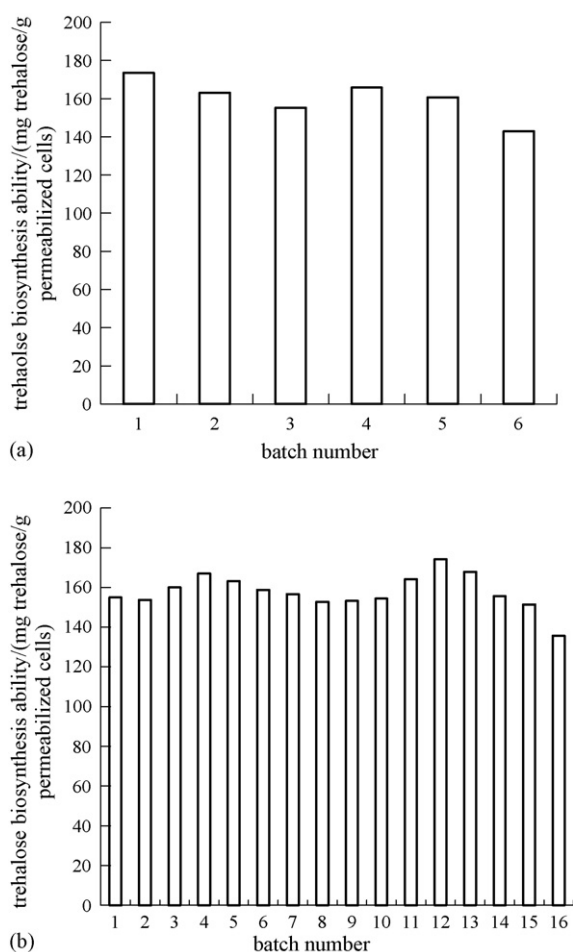 200
180
160
140
120
100
80
60
40
20
0
trehaolse biosynthesis ability/(mg trehalose/g
permeabilized cells)
1 2 3 4 5 6
batch number
(a)
200
180
160
140
120
100
80
60
40
20
0
trehalose biosynthesis ability/(mg trehalose/g
permeabilized cells)
1 2 3 4 5 6 7 8 9 10 11 12 13 14 15 16
batch number
(b)